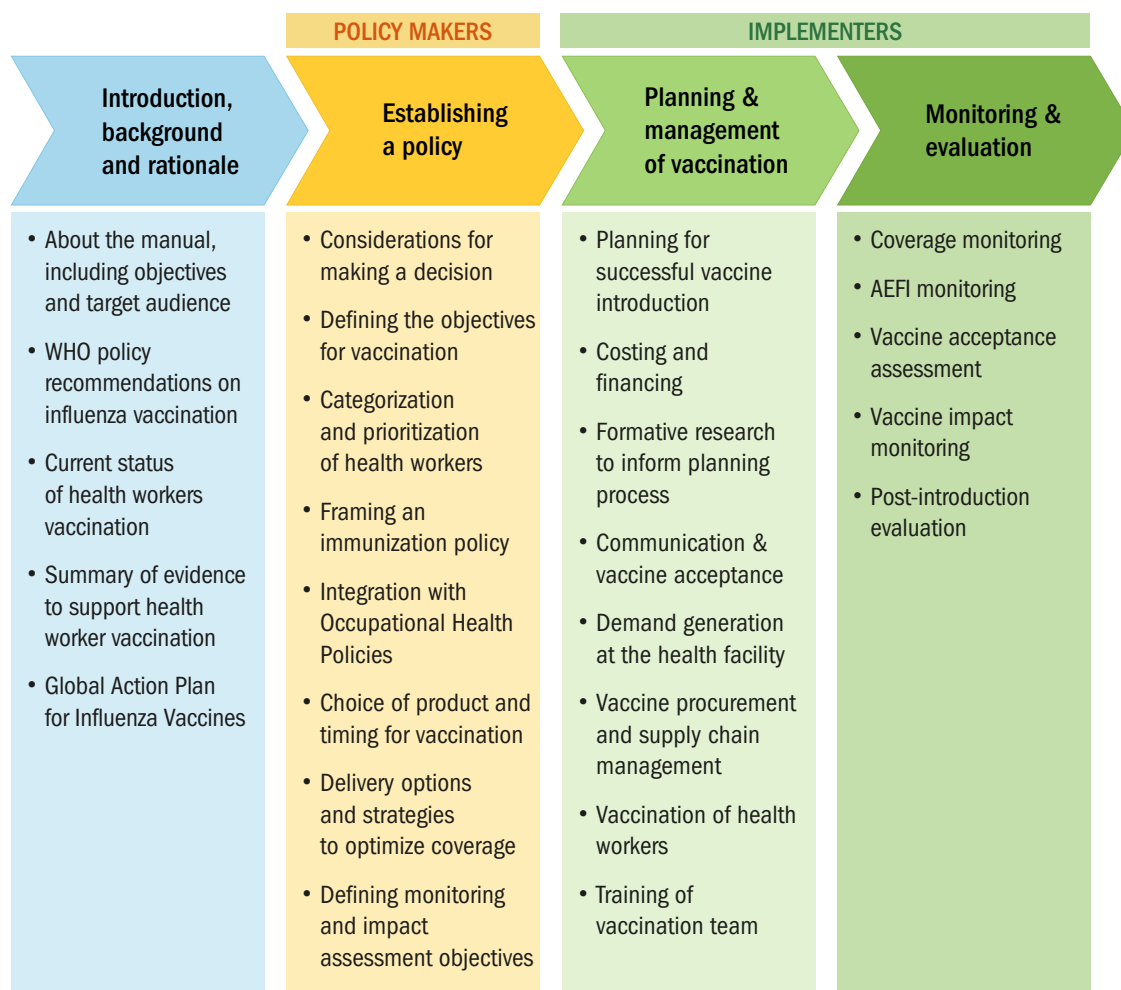 POLICY MAKERS
IMPLEMENTERS
Introduction,
background
and rationale
Establishing
a policy
Planning &
management
of vaccination
Monitoring &
evaluation
• About the manual,
including objectives
and target audience
• WHO policy
recommendations on
influenza vaccination
• Current status
of health workers
vaccination
• Summary of evidence
to support health
worker vaccination
• Global Action Plan
for Influenza Vaccines
• Considerations for
making a decision
• Defining the objectives
for vaccination
• Categorization
and prioritization
of health workers
• Framing an
immunization policy
• Integration with
Occupational Health
Policies
• Choice of product and
timing for vaccination
• Delivery options
and strategies
to optimize coverage
• Defining monitoring
and impact
assessment objectives
• Planning for
successful vaccine
introduction
• Costing and
financing
• Formative research
to inform planning
process
• Communication &
vaccine acceptance
• Demand generation
at the health facility
• Vaccine procurement
and supply chain
management
• Vaccination of health
workers
• Training of
vaccination team
• Coverage monitoring
• AEFI monitoring
• Vaccine acceptance
assessment
• Vaccine impact
monitoring
• Post-introduction
evaluation